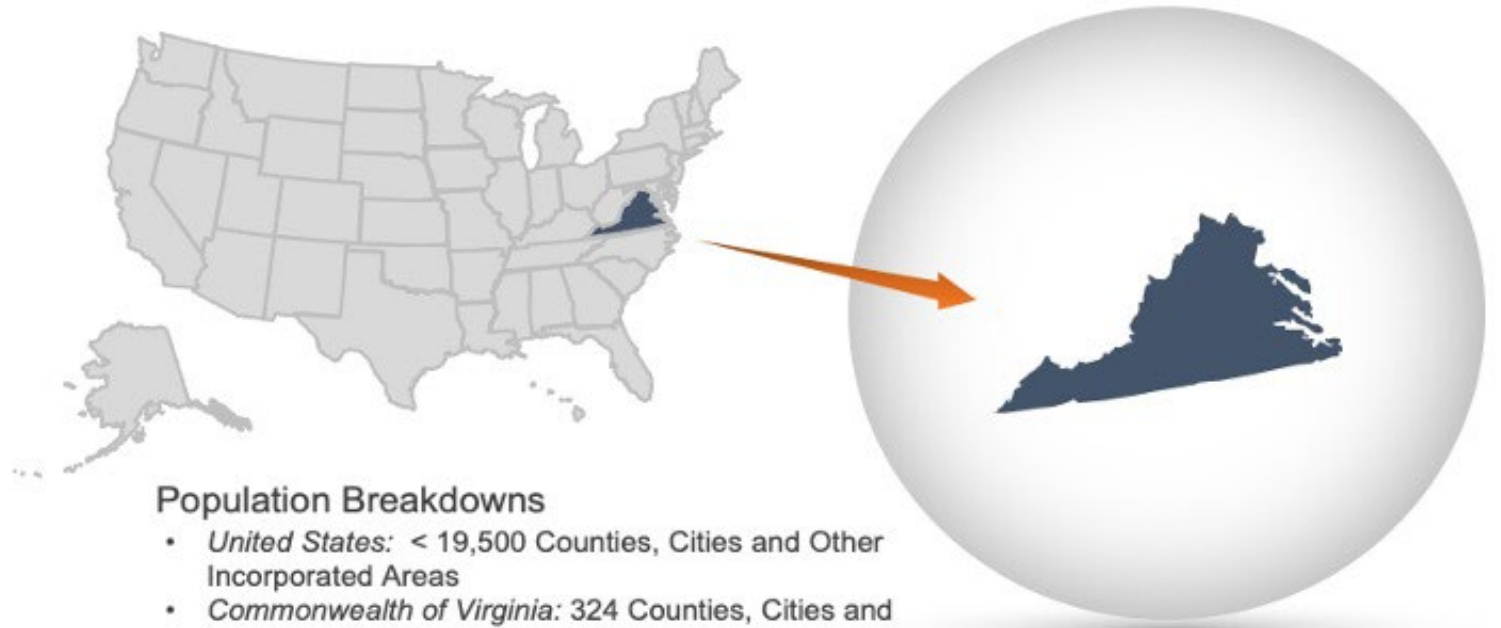 Population Breakdowns
• United States: < 19,500 Counties, Cities and Other
Incorporated Areas
• Commonwealth of Virginia: 324 Counties, Cities and